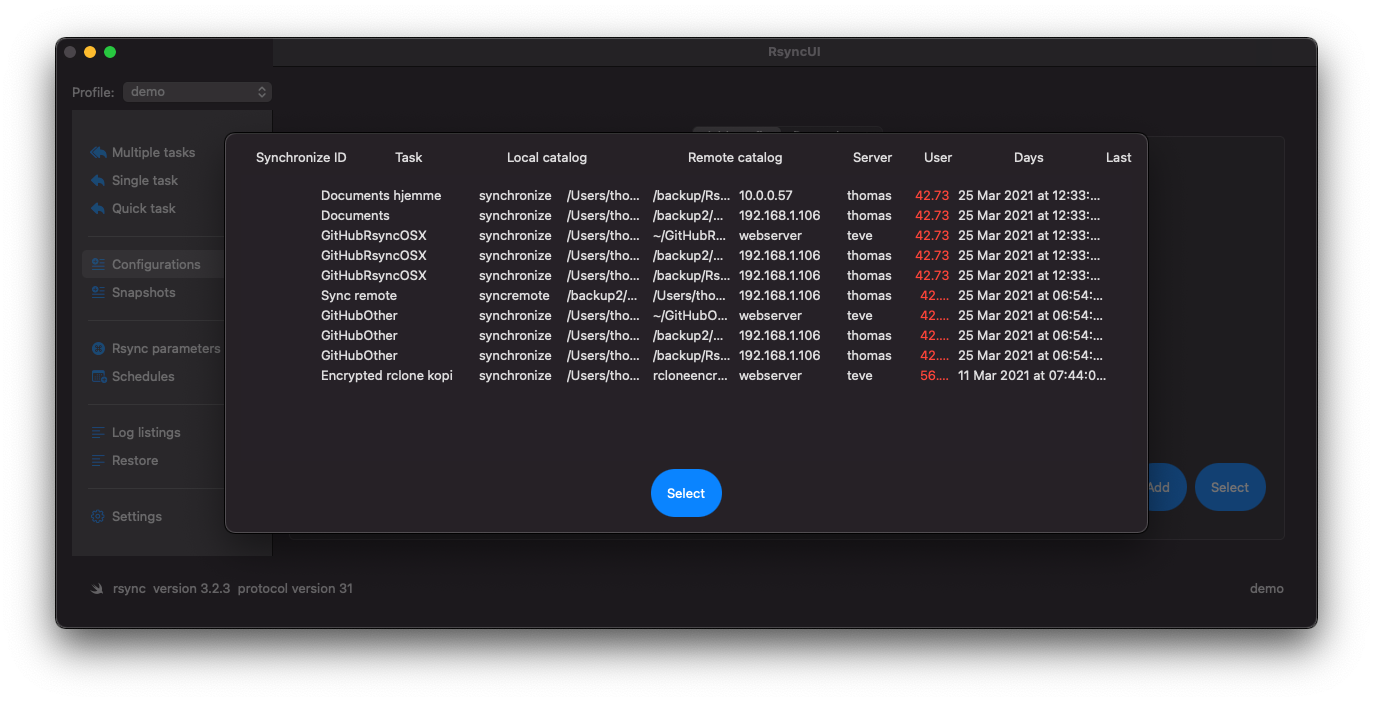 RsyncUI
Profile: demo
Multiple tasks
Single task
Quick task
Configurations
Snapshots
Rsync parameters
Schedules
Log listings
Restore
Settings
Synchronize ID Task Local catalog Remote catalog Server User Days Last
Documents hjemme synchronize /Users/tho... /backup/Rs... 10.0.0.57 thomas 42.73 25 Mar 2021 at 12:33:...
Documents synchronize /Users/tho... /backup2/... 192.168.1.106 thomas 42.73 25 Mar 2021 at 12:33:...
GitHubRsyncOSX synchronize /Users/tho... ~/GitHubR... webserver teve 42.73 25 Mar 2021 at 12:33:...
GitHubRsyncOSX synchronize /Users/tho... /backup2/... 192.168.1.106 thomas 42.73 25 Mar 2021 at 12:33:...
GitHubRsyncOSX synchronize /Users/tho... /backup/Rs... 192.168.1.106 thomas 42.73 25 Mar 2021 at 12:33:...
Sync remote syncremote /backup2/... /Users/tho... 192.168.1.106 thomas 42.... 25 Mar 2021 at 06:54:...
GitHubOther synchronize /Users/tho... ~/GitHubO... webserver teve 42.... 25 Mar 2021 at 06:54:...
GitHubOther synchronize /Users/tho... /backup2/... 192.168.1.106 thomas 42.... 25 Mar 2021 at 06:54:...
GitHubOther synchronize /Users/tho... /backup/Rs... 192.168.1.106 thomas 42.... 25 Mar 2021 at 06:54:...
Encrypted rclone kopi synchronize /Users/tho... rcloneencr... webserver teve 56.... 11 Mar 2021 at 07:44:0...
Select
Add Select
rsync version 3.2.3 protocol version 31
demo